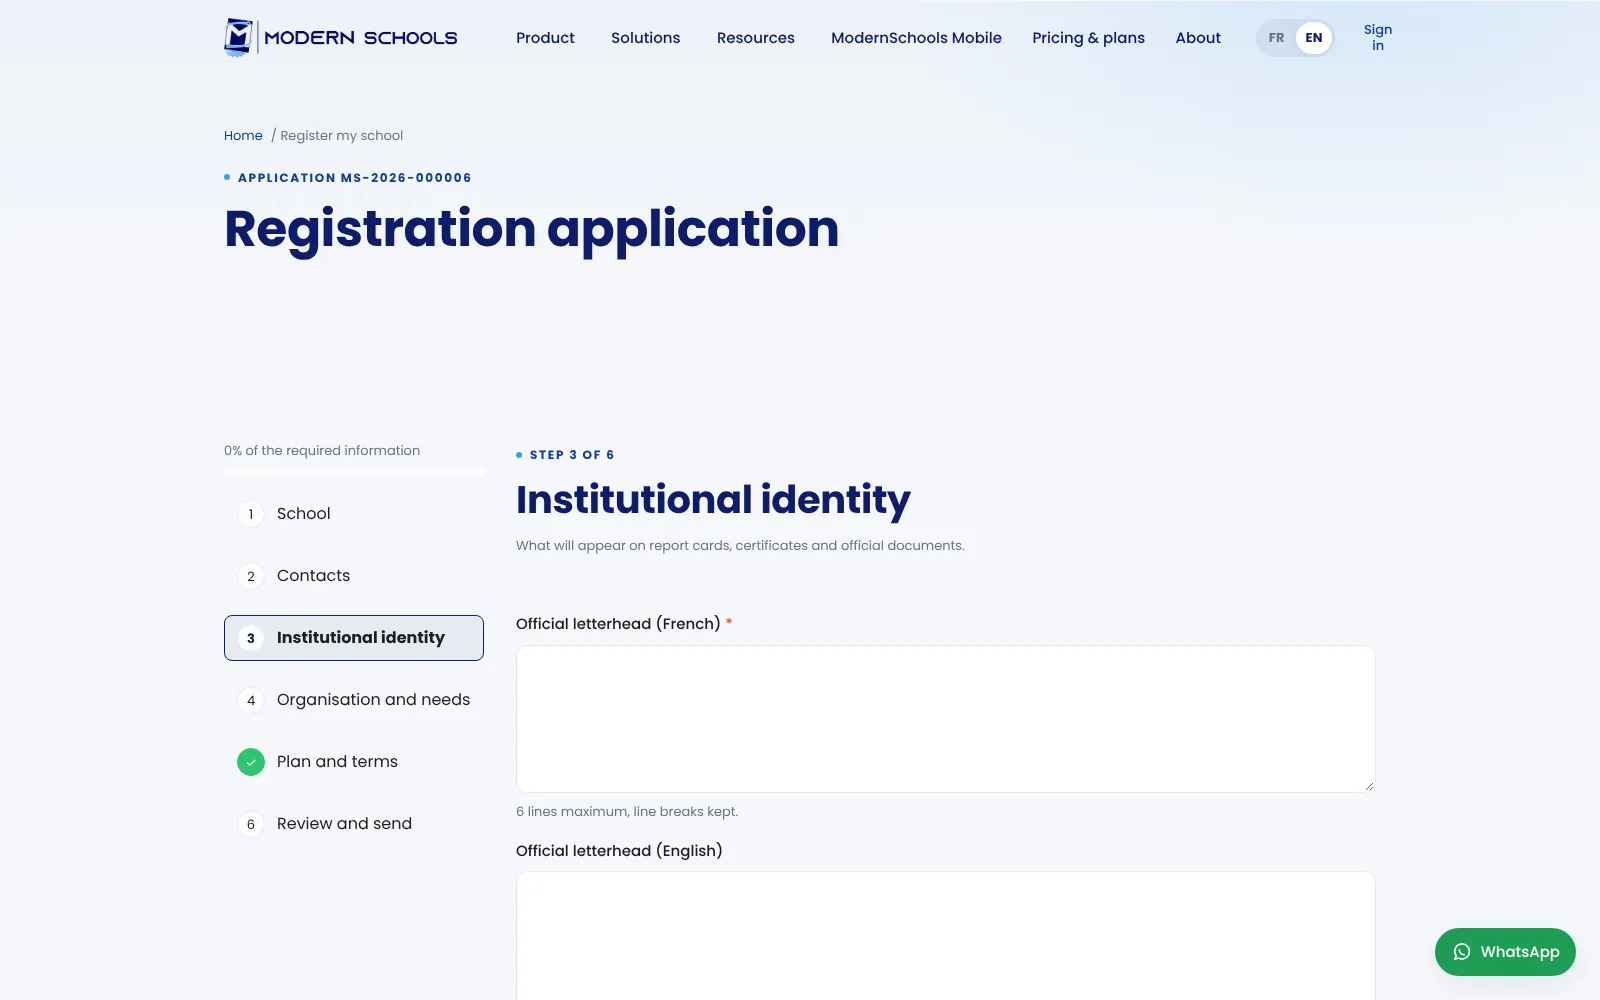 MODERN SCHOOLS
Product
Solutions
Resources
ModernSchools Mobile
Pricing & plans
About
FR
EN
Sign
in
Home / Register my school
APPLICATION MS-2026-000006
Registration application
0% of the required information
1 School
2 Contacts
3 Institutional identity
4 Organisation and needs
Plan and terms
6 Review and send
STEP 3 OF 6
Institutional identity
What will appear on report cards, certificates and official documents.
Official letterhead (French) *
6 lines maximum, line breaks kept.
Official letterhead (English)
WhatsApp